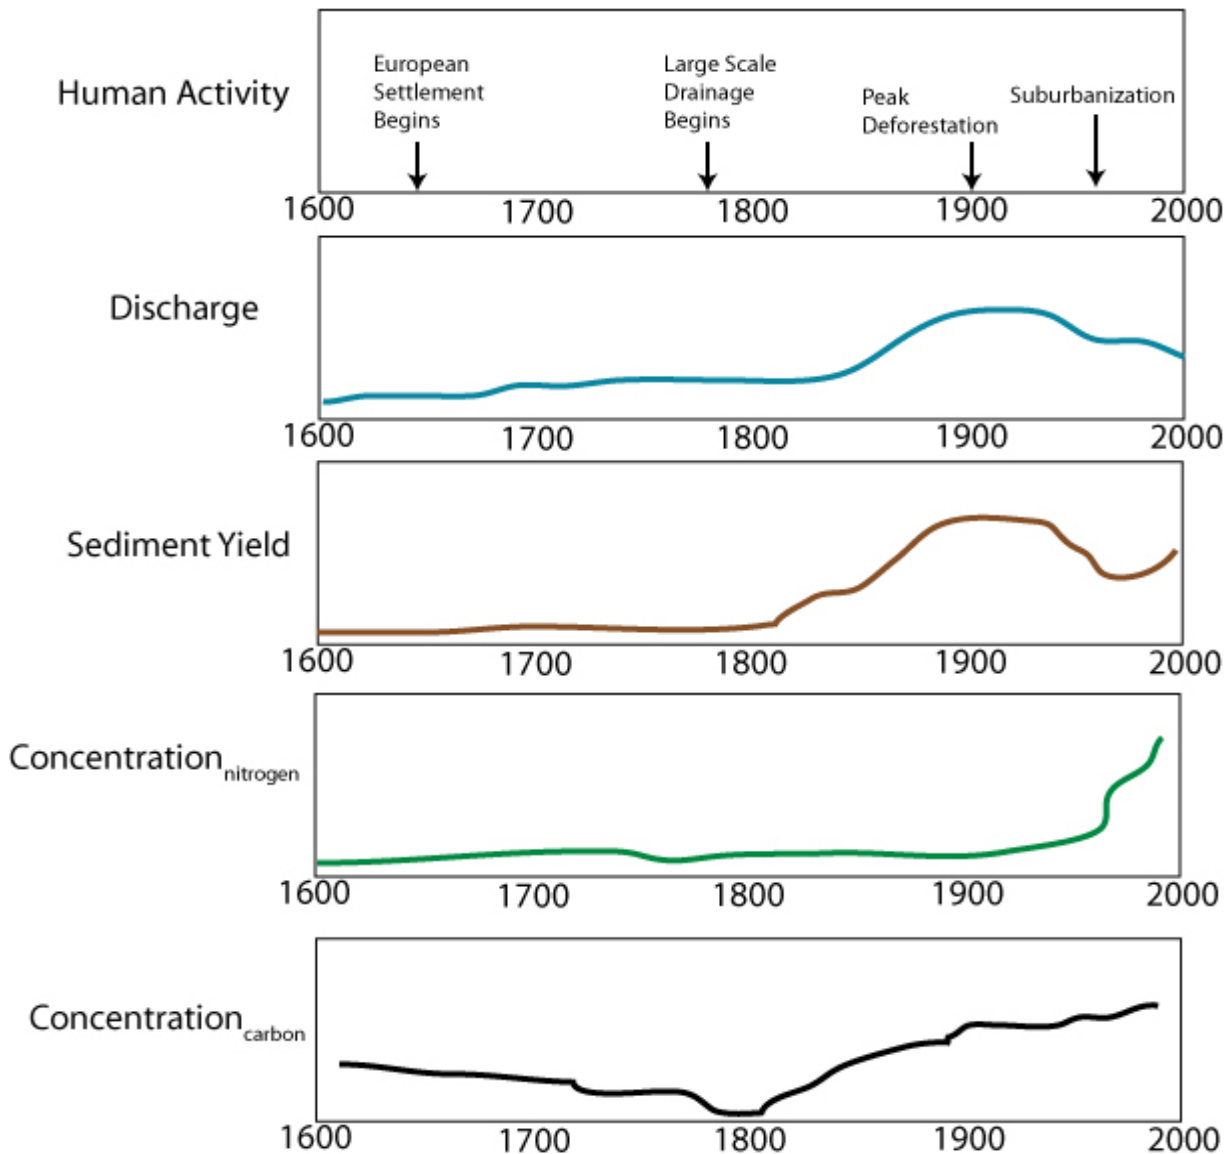 Human Activity
European
Settlement
Begins
Large Scale
Drainage
Begins
Peak
Deforestation
Suburbanization
1600 1700 1800 1900 2000
Discharge
1600 1700 1800 1900 2000
Sediment Yield
1600 1700 1800 1900 2000
Concentration nitrogen
1600 1700 1800 1900 2000
Concentration carbon
1600 1700 1800 1900 2000